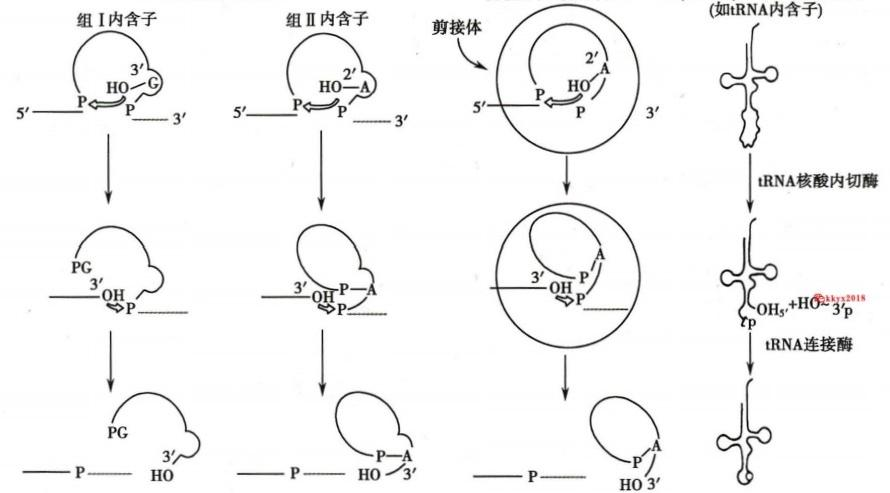 组Ⅰ内含子
3′
HO
G
P
P
5′
3′
PG
3′
OH
P
PG
3′
P
HO
组Ⅱ内含子
2′
HO
A
P
P
5′
3′
3′
OH
P
A
P
P
A
P
HO
3′
剪接体
2′
A
HO
P
P
5′
3′
A
3′
P
OH
P
A
P
P
HO 3′
(如tRNA内含子)
tRNA核酸内切酶
OH5′+HO~3′p
p
kkyx2018
tRNA连接酶